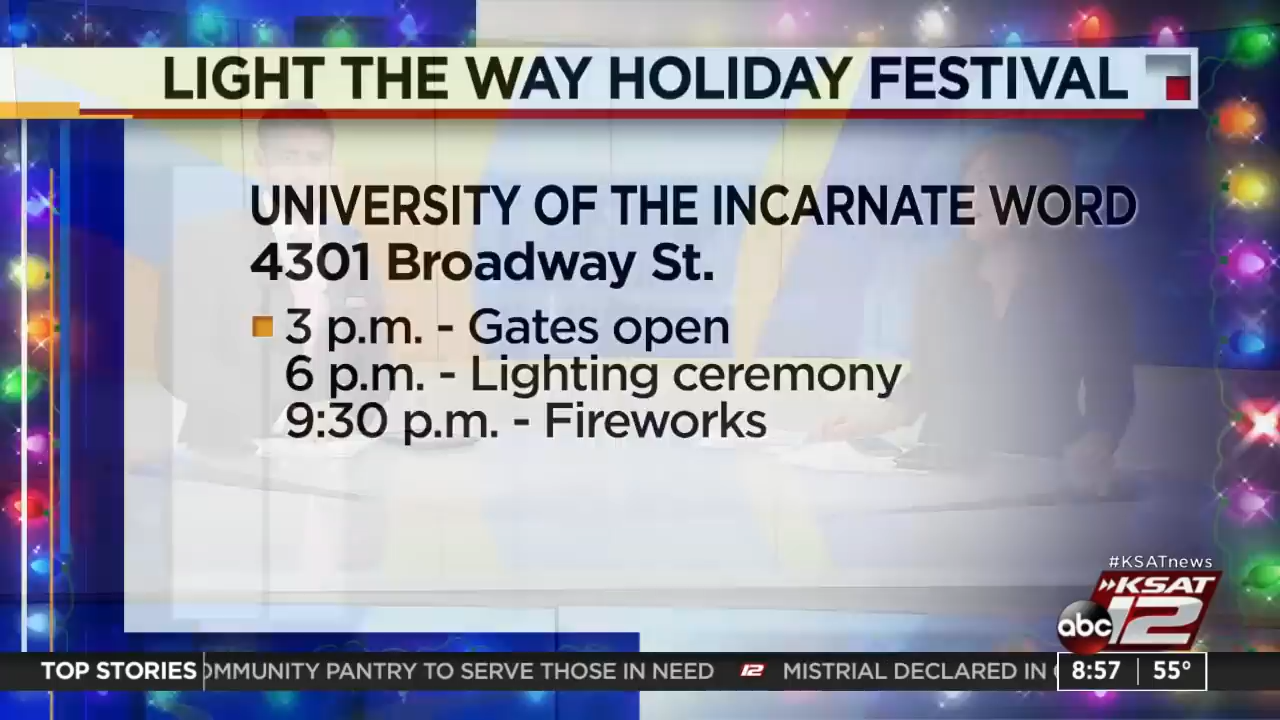 LIGHT THE WAY HOLIDAY FESTIVAL
UNIVERSITY OF THE INCARNATE WORD
4301 Broadway St.
3 p.m. - Gates open
6 p.m. - Lighting ceremony
9:30 p.m. - Fireworks
#KSATnews
KSAT
abc 12
TOP STORIES OMMUNITY PANTRY TO SERVE THOSE IN NEED 12 MISTRIAL DECLARED IN 8:57 55°